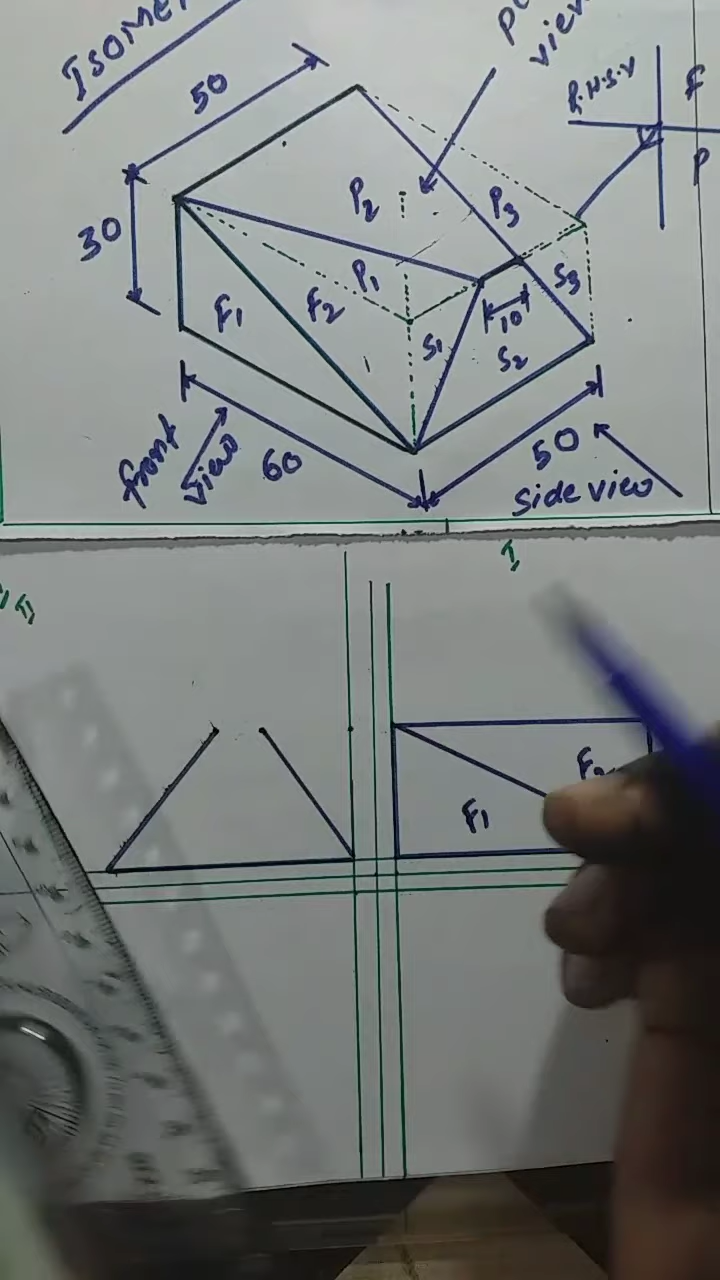 ISOME
50
view
R.H.S.V
F
P
30
P2
P3
P1
F1
F2
S1
S3
10
S2
front
view
60
50
side view
I
F1
F2